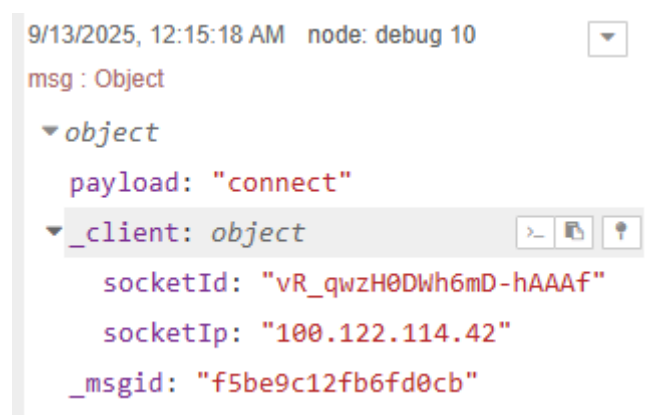 9/13/2025, 12:15:18 AM node: debug 10
msg : Object
object
payload: "connect"
_client: object
socketId: "vR_qwzH0DWh6mD-hAAAf"
socketIp: "100.122.114.42"
_msgid: "f5be9c12fb6fd0cb"